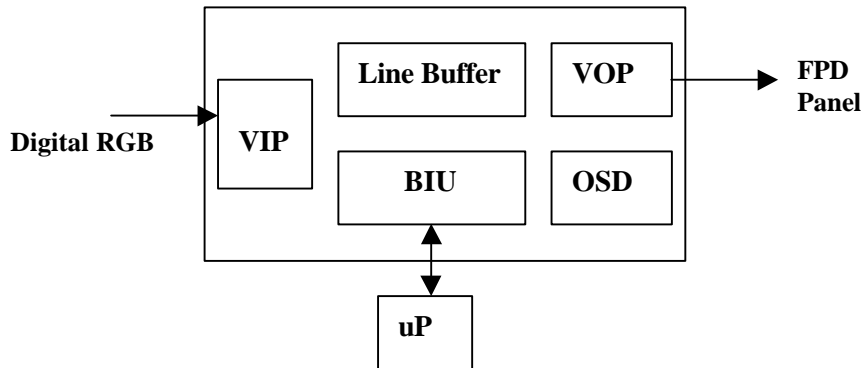 Line Buffer
VOP
FPD
Panel
Digital RGB
VIP
BIU
OSD
uP